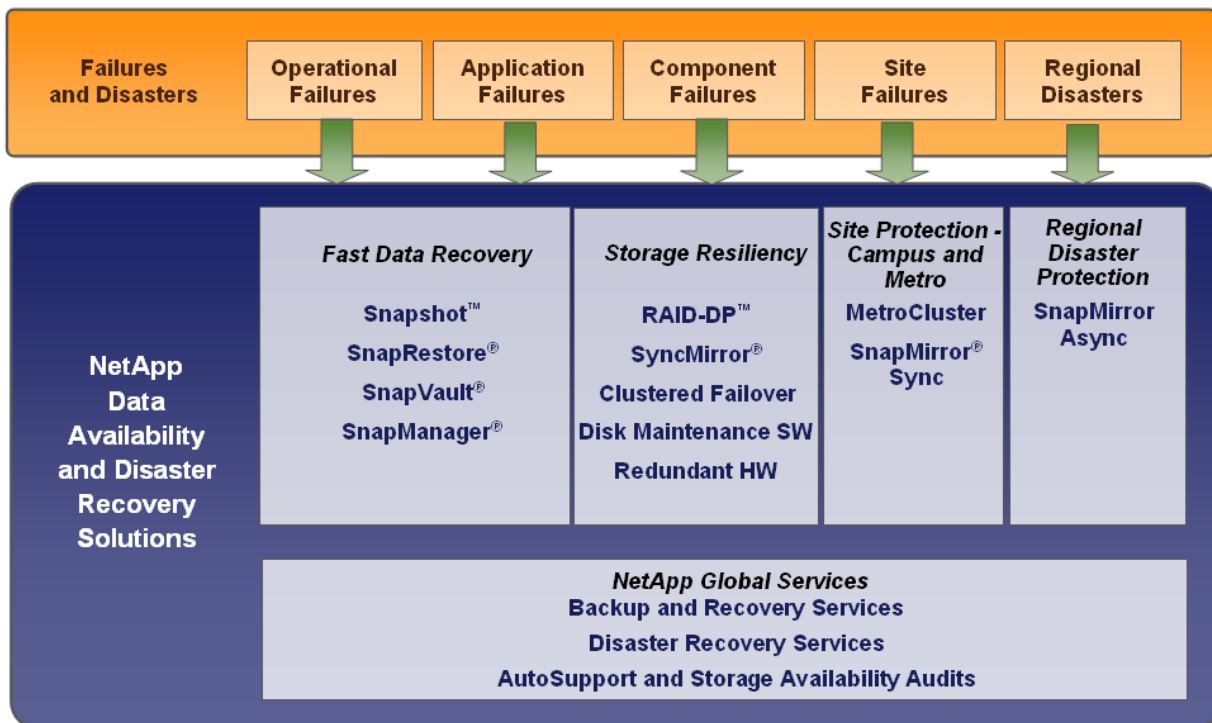 Failures
and Disasters
Operational
Failures
Application
Failures
Component
Failures
Site
Failures
Regional
Disasters
NetApp
Data
Availability
and Disaster
Recovery
Solutions
Fast Data Recovery
Snapshot™
SnapRestore®
SnapVault®
SnapManager®
Storage Resiliency
RAID-DP™
SyncMirror®
Clustered Failover
Disk Maintenance SW
Redundant HW
Site Protection -
Campus and
Metro
MetroCluster
SnapMirror®
Sync
Regional
Disaster
Protection
SnapMirror
Async
NetApp Global Services
Backup and Recovery Services
Disaster Recovery Services
AutoSupport and Storage Availability Audits